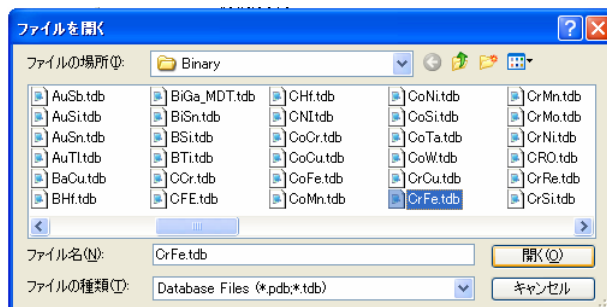 ファイルを開く
ファイルの場所(I): Binary
AuSb.tdb BiGa_MDT.tdb CHf.tdb CoNi.tdb CrMn.tdb
AuSi.tdb BiSn.tdb CNI.tdb CoSi.tdb CrMo.tdb
AuSn.tdb BSi.tdb CoCr.tdb CoTa.tdb CrNi.tdb
AuTl.tdb BTi.tdb CoCu.tdb CoW.tdb CRO.tdb
BaCu.tdb CCr.tdb CoFe.tdb CrCu.tdb CrRe.tdb
BHf.tdb CFE.tdb CoMn.tdb CrFe.tdb CrSi.tdb
ファイル名(N): CrFe.tdb 開く(O)
ファイルの種類(T): Database Files (*.pdb;*.tdb) キャンセル